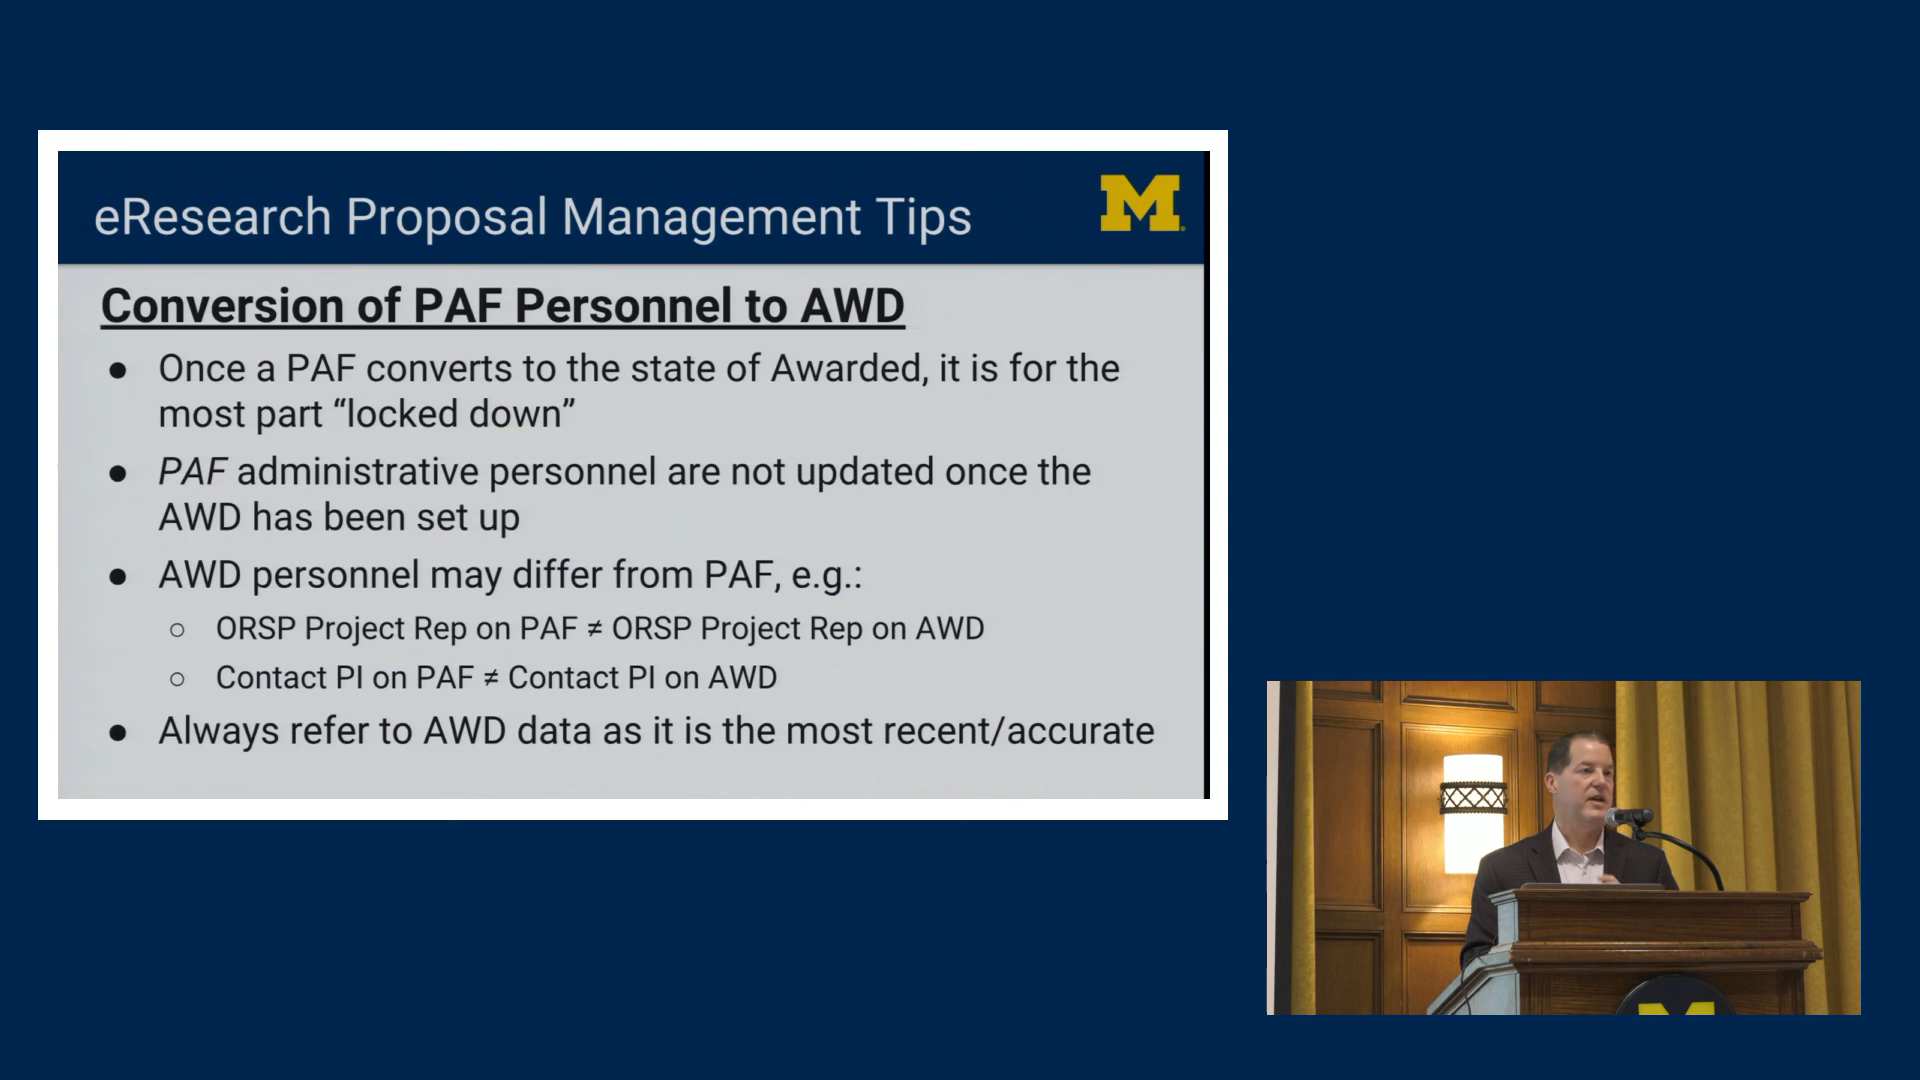 eResearch Proposal Management Tips
M
Conversion of PAF Personnel to AWD
● Once a PAF converts to the state of Awarded, it is for the
most part “locked down”
● PAF administrative personnel are not updated once the
AWD has been set up
● AWD personnel may differ from PAF, e.g.:
○ ORSP Project Rep on PAF ≠ ORSP Project Rep on AWD
○ Contact PI on PAF ≠ Contact PI on AWD
● Always refer to AWD data as it is the most recent/accurate
M